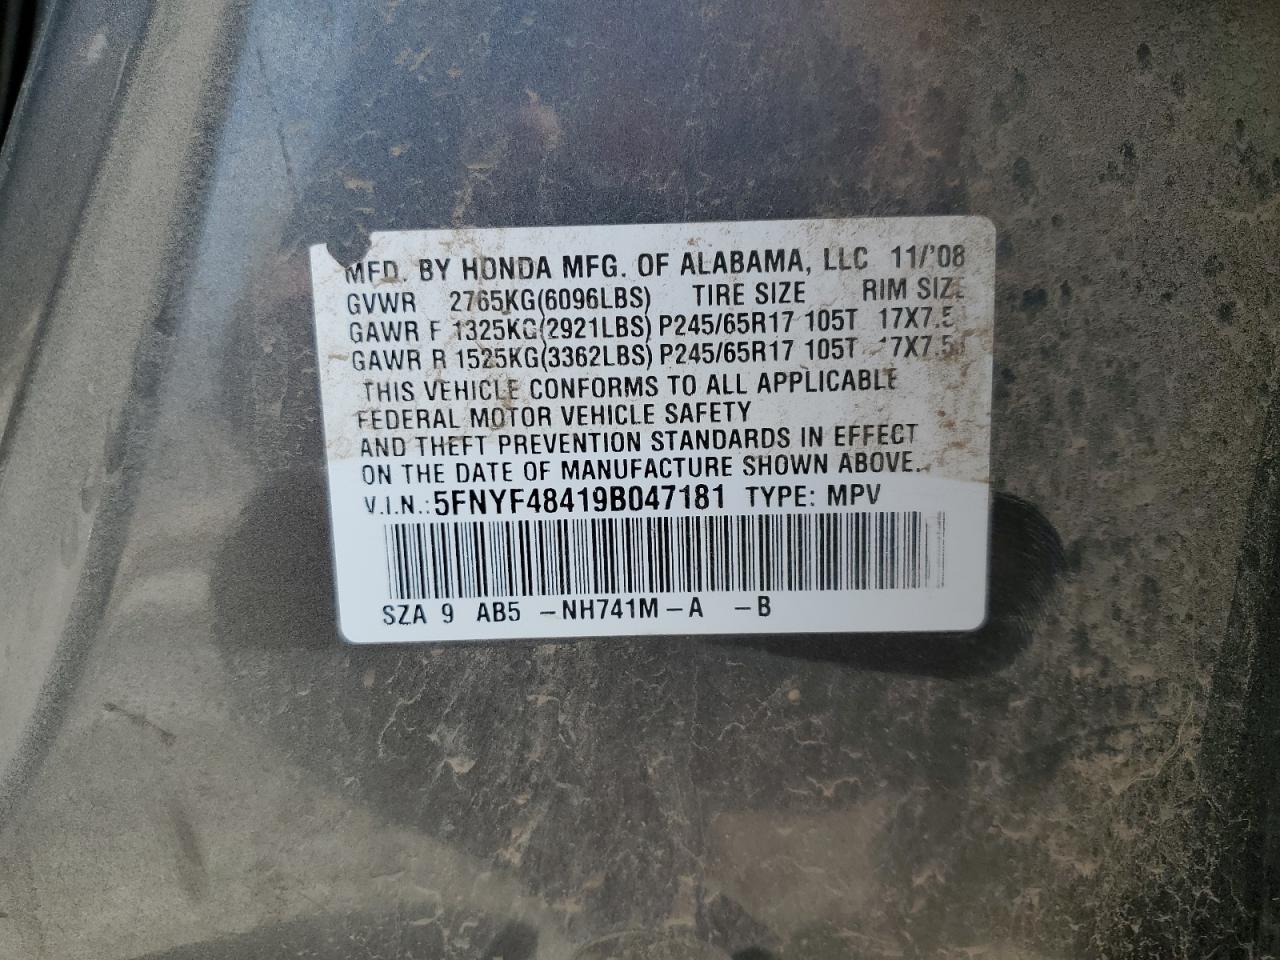 MFD. BY HONDA MFG. OF ALABAMA, LLC 11/'08
GVWR 2765KG(6096LBS) TIRE SIZE RIM SIZE
GAWR F 1325KG(2921LBS) P245/65R17 105T 17X7.5
GAWR R 1525KG(3362LBS) P245/65R17 105T 17X7.5
THIS VEHICLE CONFORMS TO ALL APPLICABLE
FEDERAL MOTOR VEHICLE SAFETY
AND THEFT PREVENTION STANDARDS IN EFFECT
ON THE DATE OF MANUFACTURE SHOWN ABOVE.
V.I.N.: 5FNYF48419B047181 TYPE: MPV
SZA 9 AB5 -NH741M-A -B